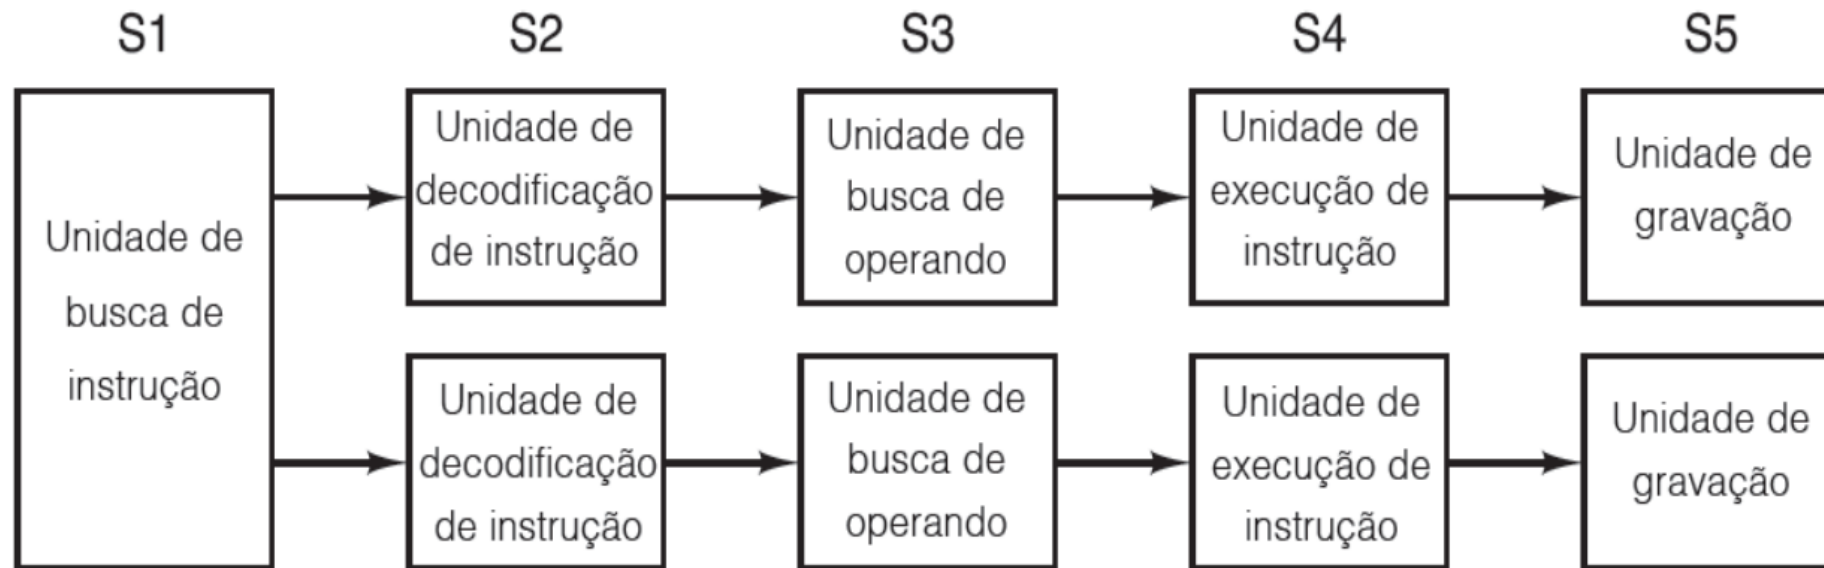 S1
S2
S3
S4
S5
Unidade de
busca de
instrução
Unidade de
decodificação
de instrução
Unidade de
busca de
operando
Unidade de
execução de
instrução
Unidade de
gravação
Unidade de
decodificação
de instrução
Unidade de
busca de
operando
Unidade de
execução de
instrução
Unidade de
gravação